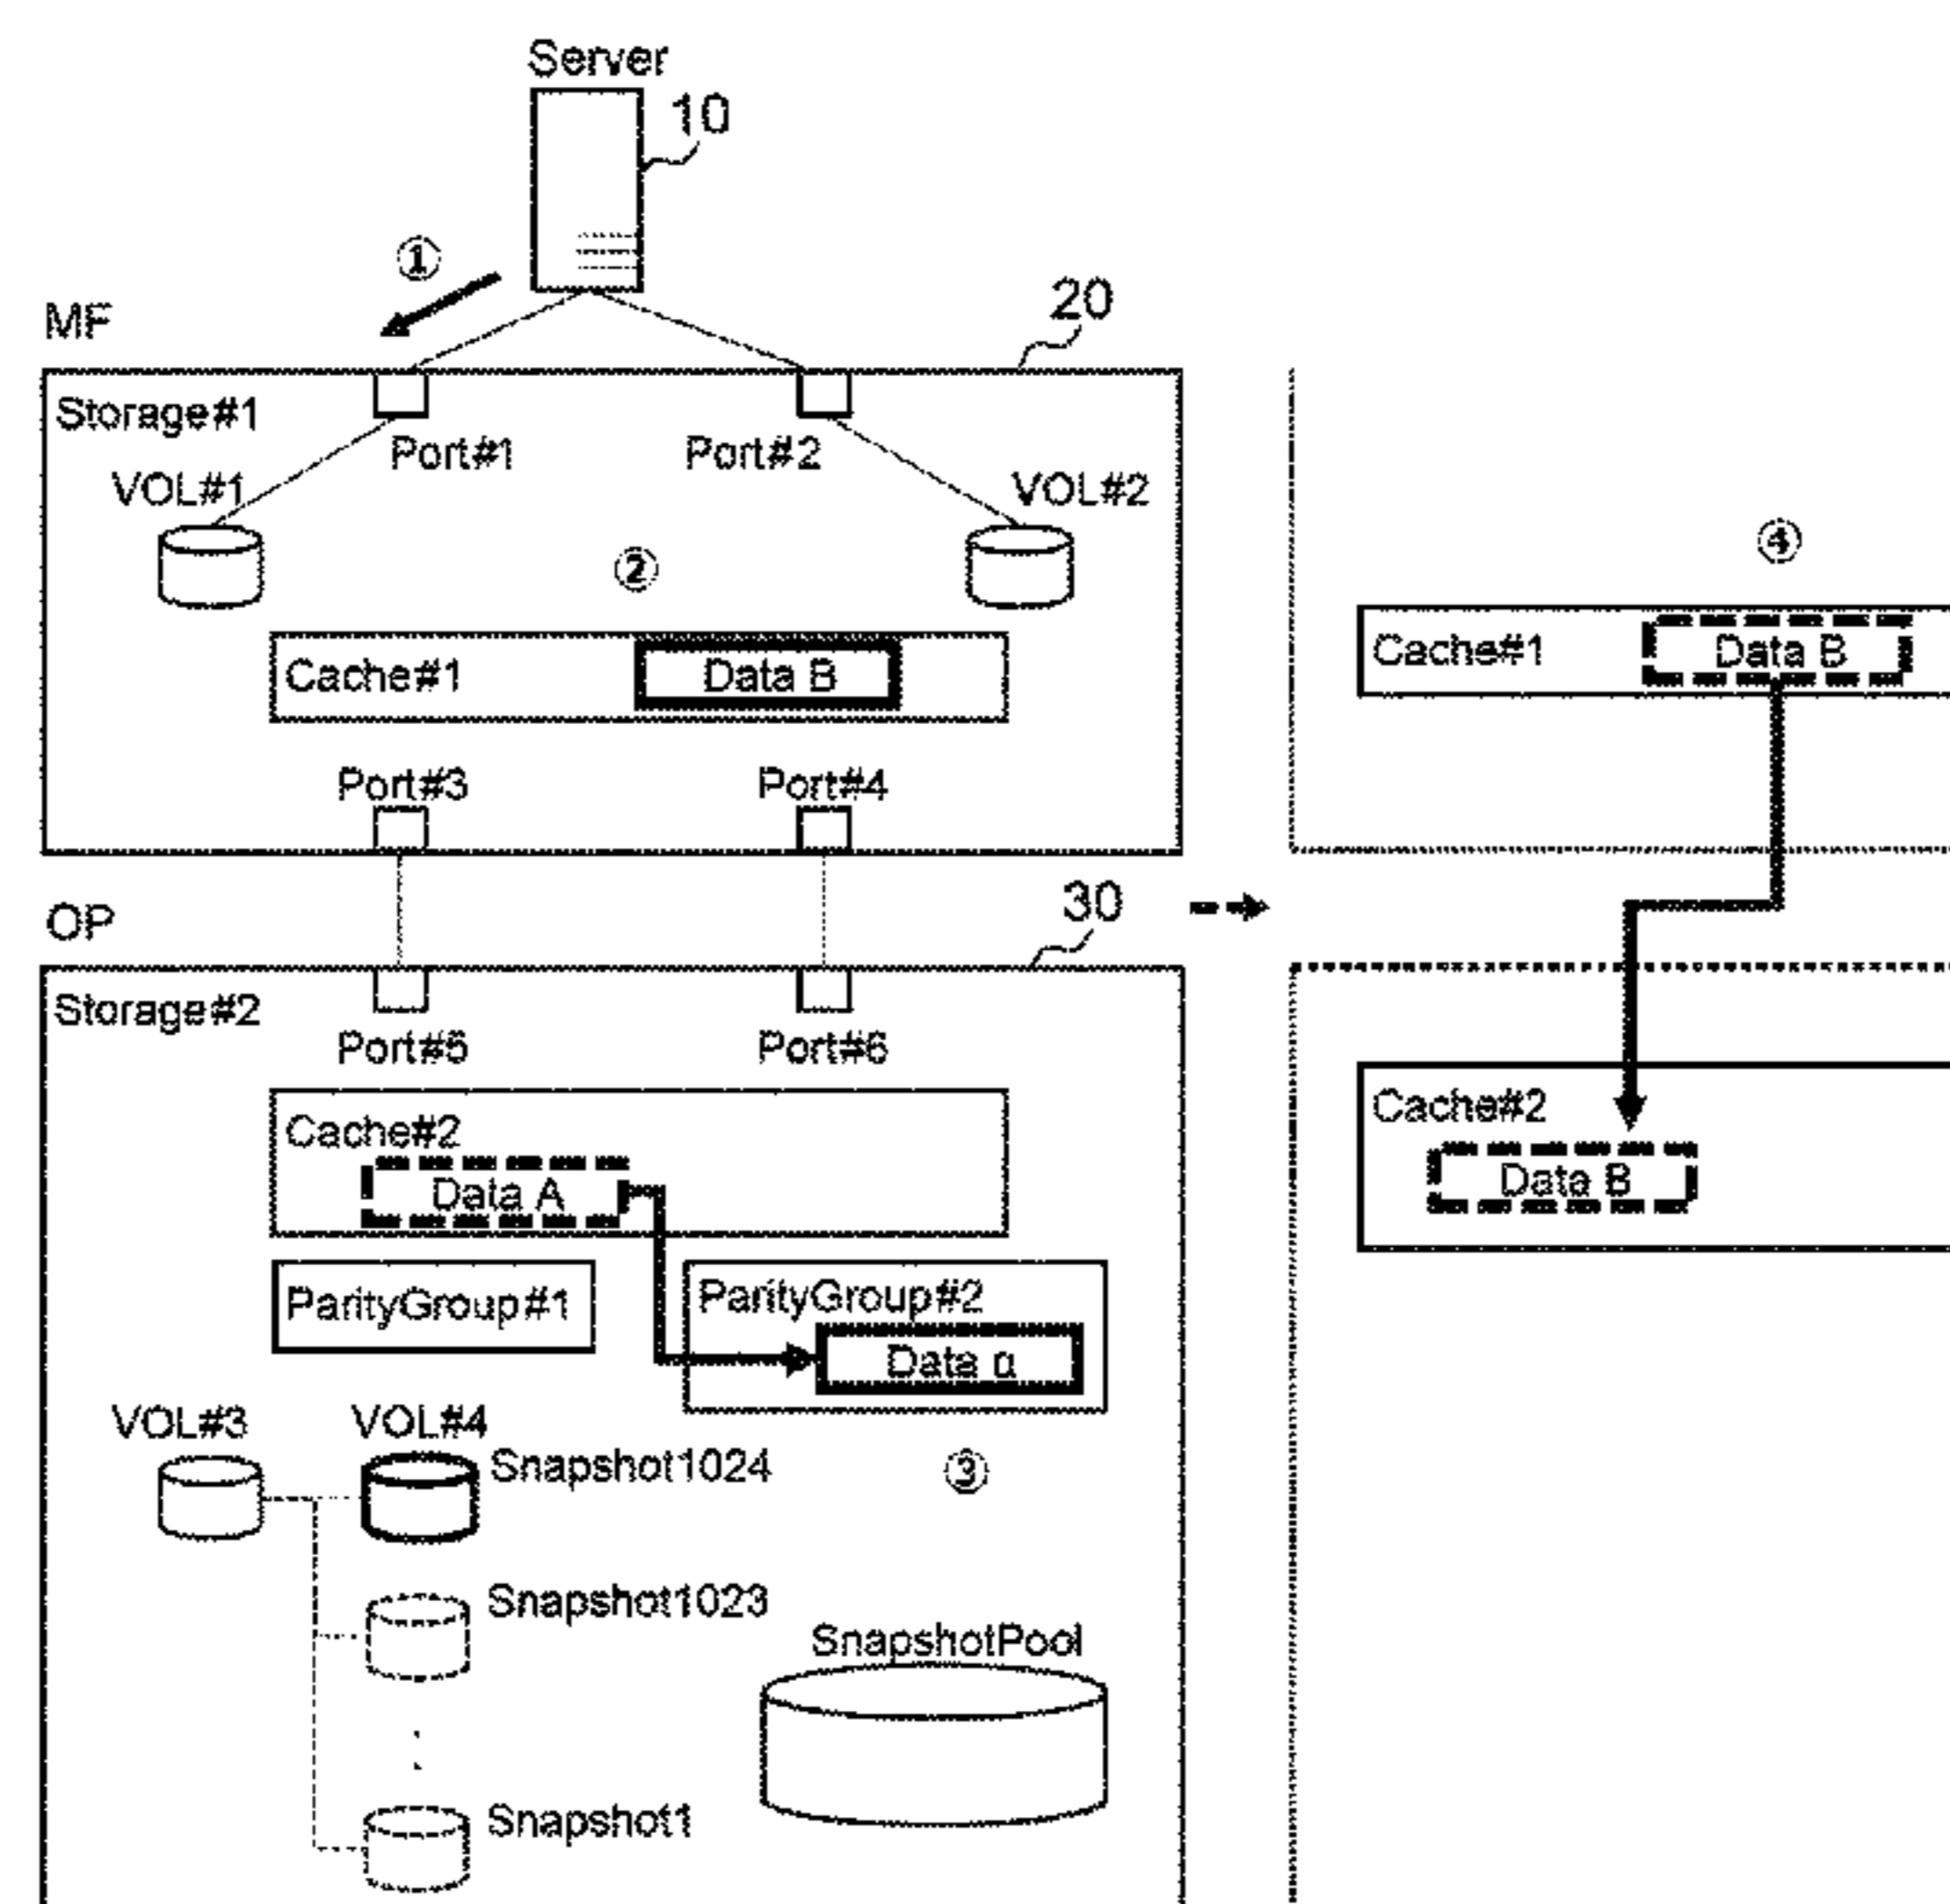 Server
10
①
MF
20
Storage#1
Port#1
Port#2
VOL#1
VOL#2
②
Cache#1
Data B
Port#3
Port#4
OP
30
Storage#2
Port#5
Port#6
Cache#2
Data A
ParityGroup#1
ParityGroup#2
Data α
VOL#3
VOL#4
Snapshot1024
③
Snapshot1023
SnapshotPool
Snapshot1
④
Cache#1
Data B
Cache#2
Data B